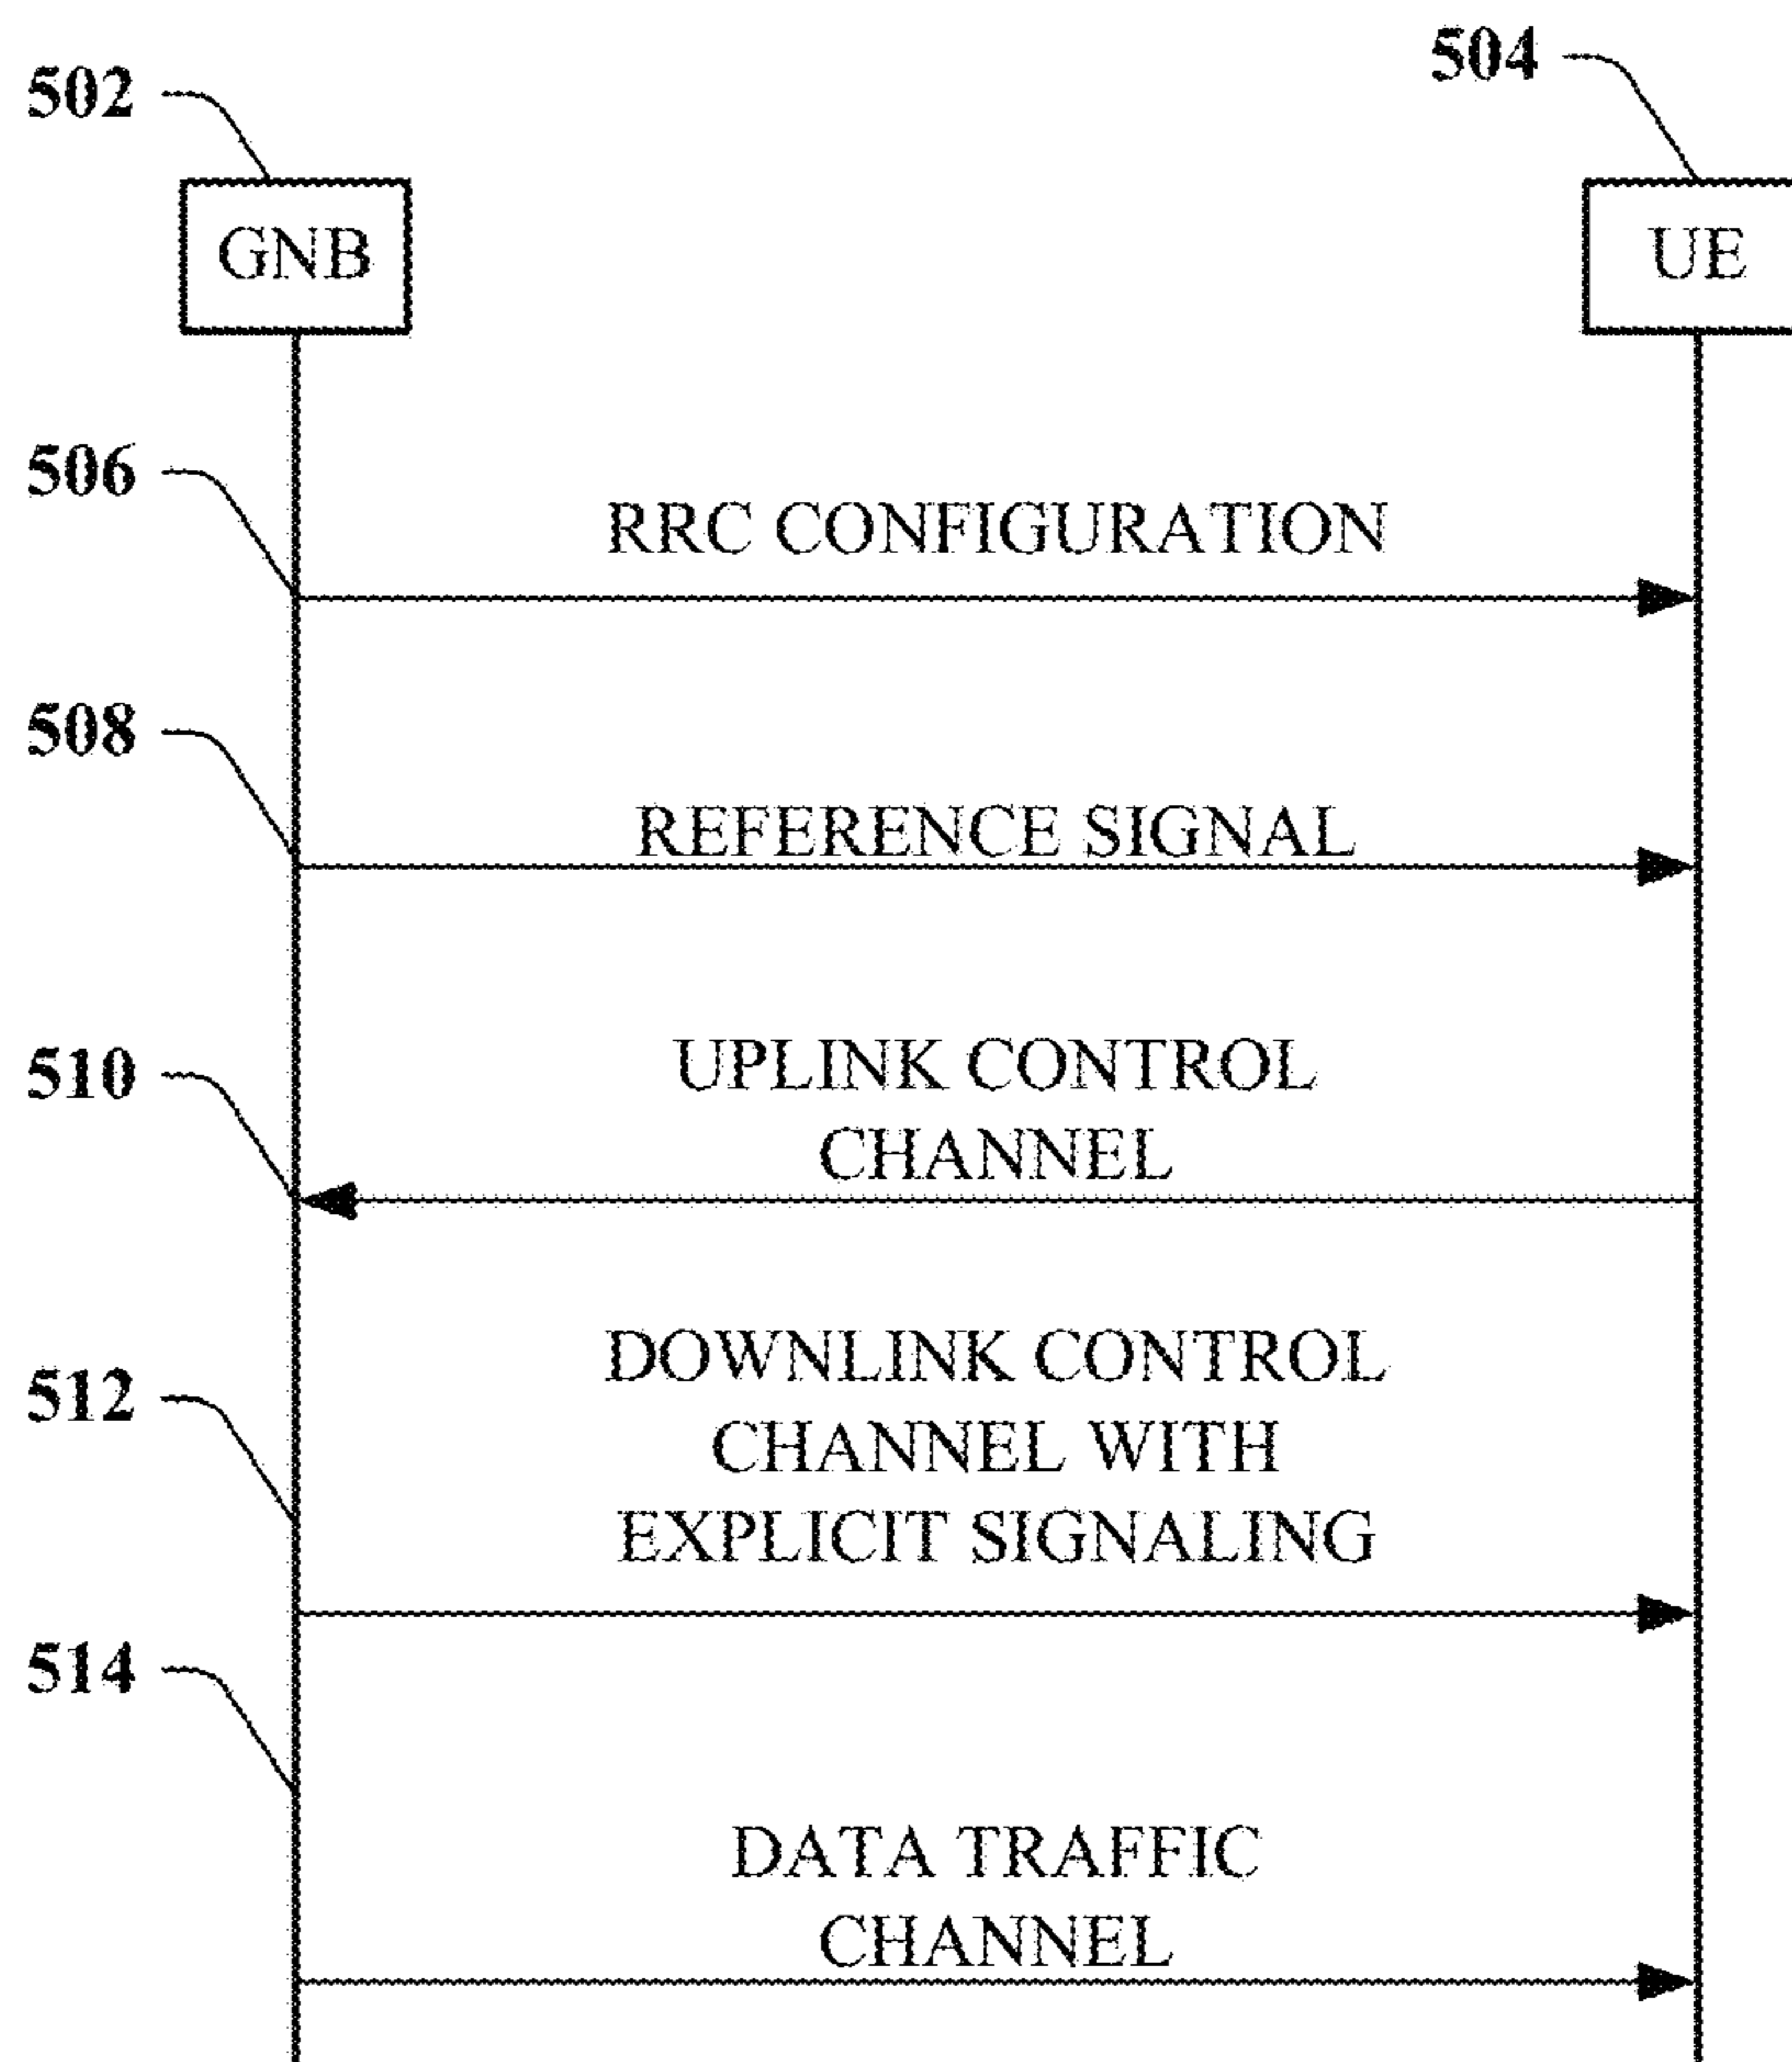 504
502
GNB
UE
506
RRC CONFIGURATION
508
REFERENCE SIGNAL
510
UPLINK CONTROL
CHANNEL
512
DOWNLINK CONTROL
CHANNEL WITH
EXPLICIT SIGNALING
514
DATA TRAFFIC
CHANNEL